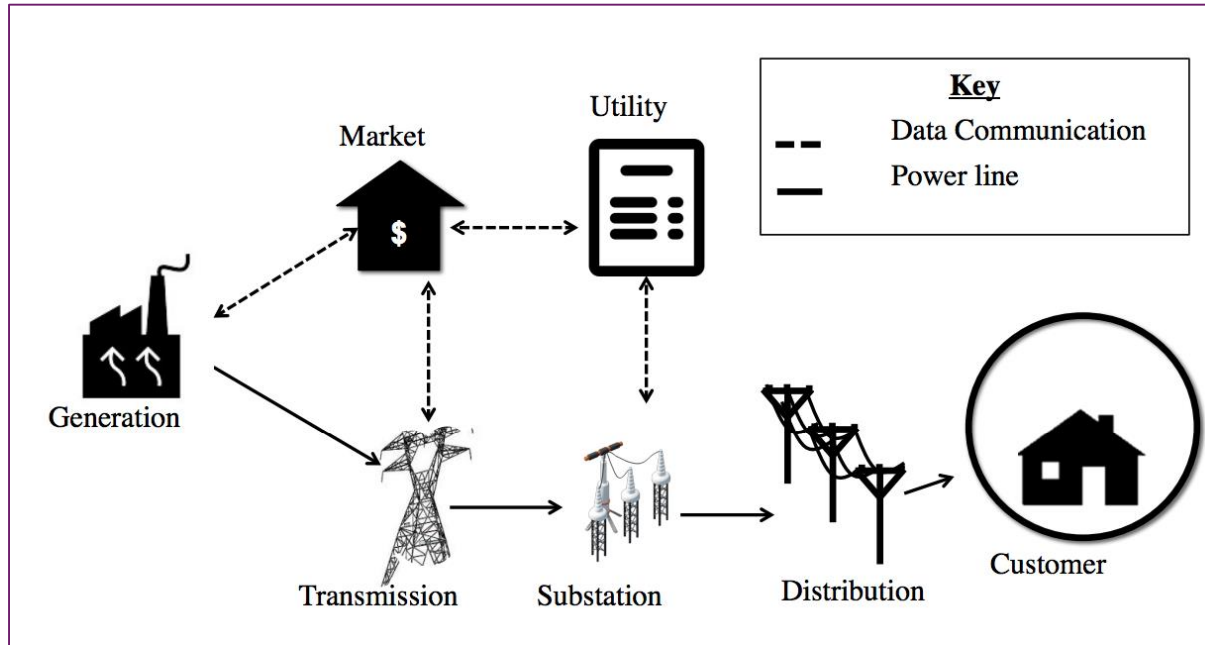 Utility
Key
Data Communication
Power line
Market
$
Generation
Transmission
Substation
Distribution
Customer